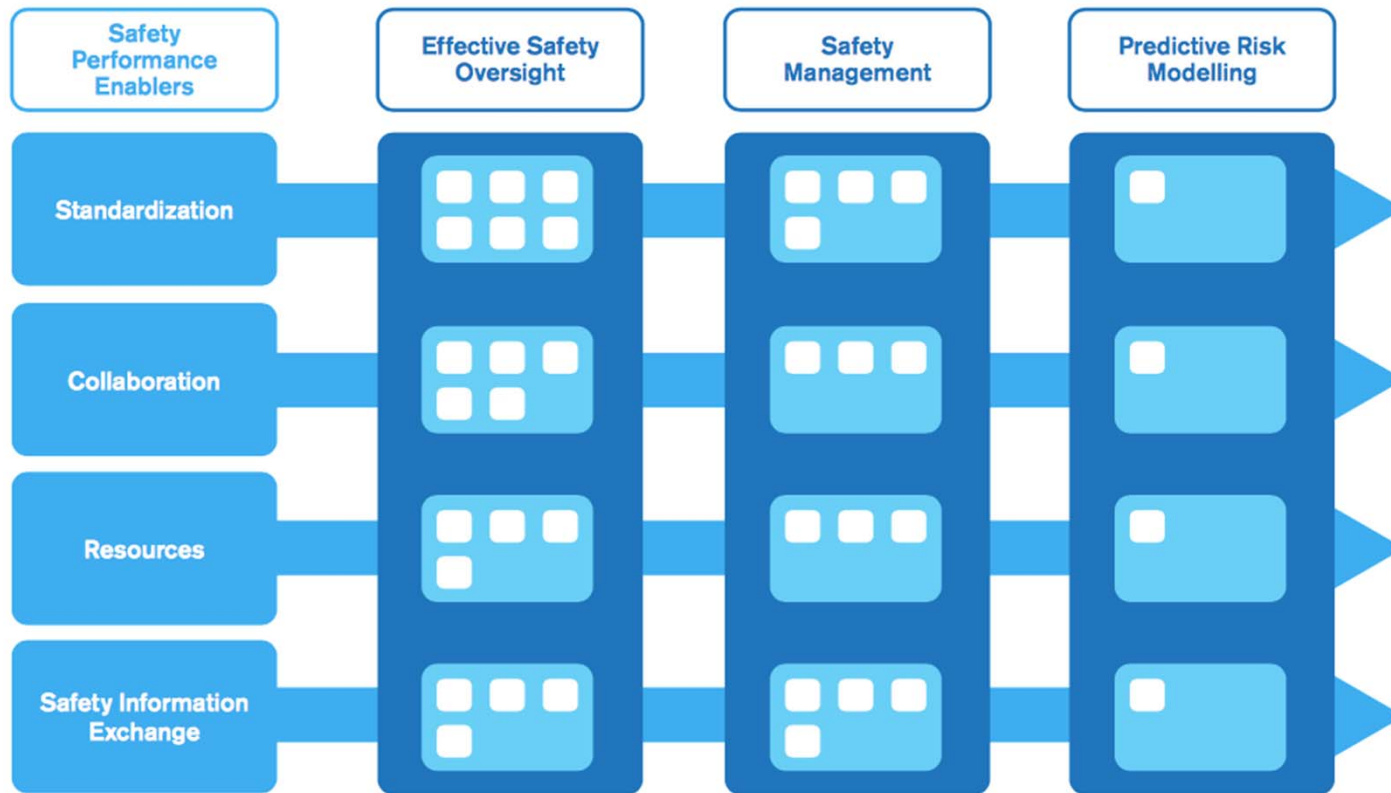 Safety
Performance
Enablers
Effective Safety
Oversight
Safety
Management
Predictive Risk
Modelling
Standardization
Collaboration
Resources
Safety Information
Exchange